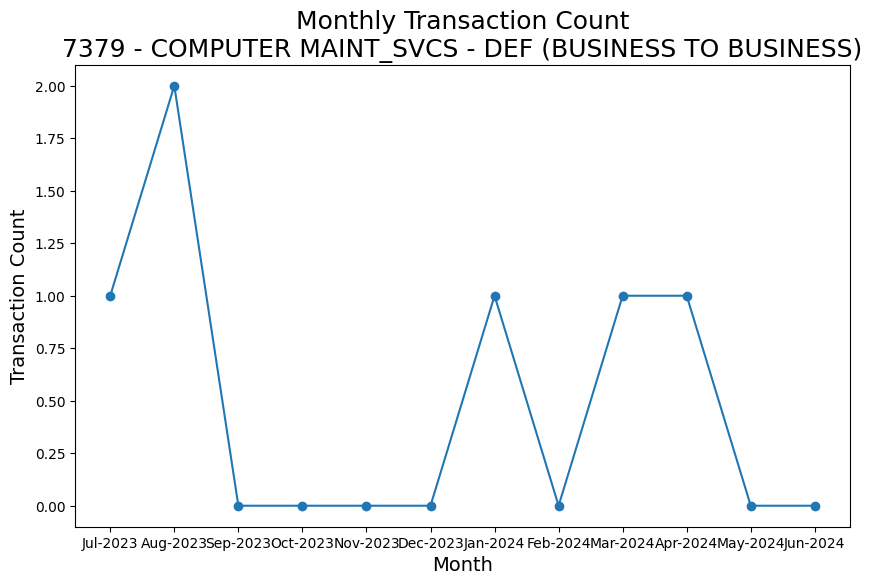 Monthly Transaction Count
7379 - COMPUTER MAINT_SVCS - DEF (BUSINESS TO BUSINESS)
Transaction Count
2.00
1.75
1.50
1.25
1.00
0.75
0.50
0.25
0.00
Jul-2023 Aug-2023 Sep-2023 Oct-2023 Nov-2023 Dec-2023 Jan-2024 Feb-2024 Mar-2024 Apr-2024 May-2024 Jun-2024
Month